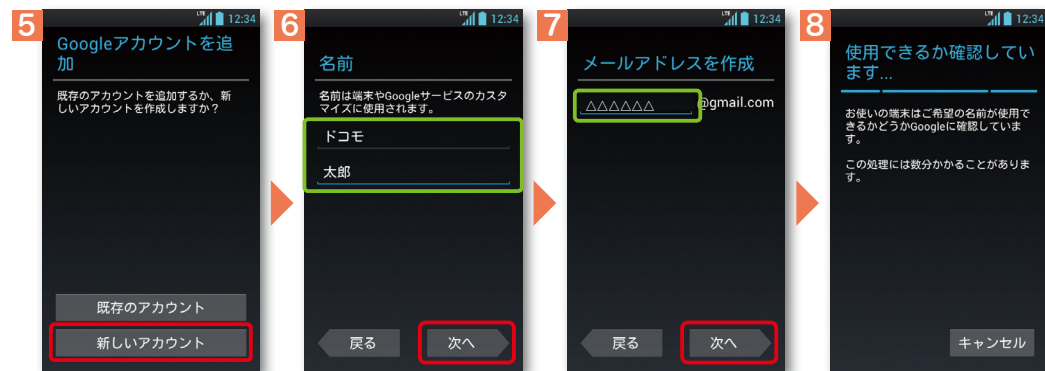 5
LTE 12:34
Googleアカウントを追
加
既存のアカウントを追加するか、新
しいアカウントを作成しますか？
既存のアカウント
新しいアカウント
6
LTE 12:34
名前
名前は端末やGoogleサービスのカスタ
マイズに使用されます。
ドコモ
太郎
戻る
次へ
7
LTE 12:34
メールアドレスを作成
△△△△△△ @gmail.com
戻る
次へ
8
LTE 12:34
使用できるか確認してい
ます...
お使いの端末はご希望の名前が使用で
きるかどうかGoogleに確認していま
す。
この処理には数分かかることがありま
す。
キャンセル